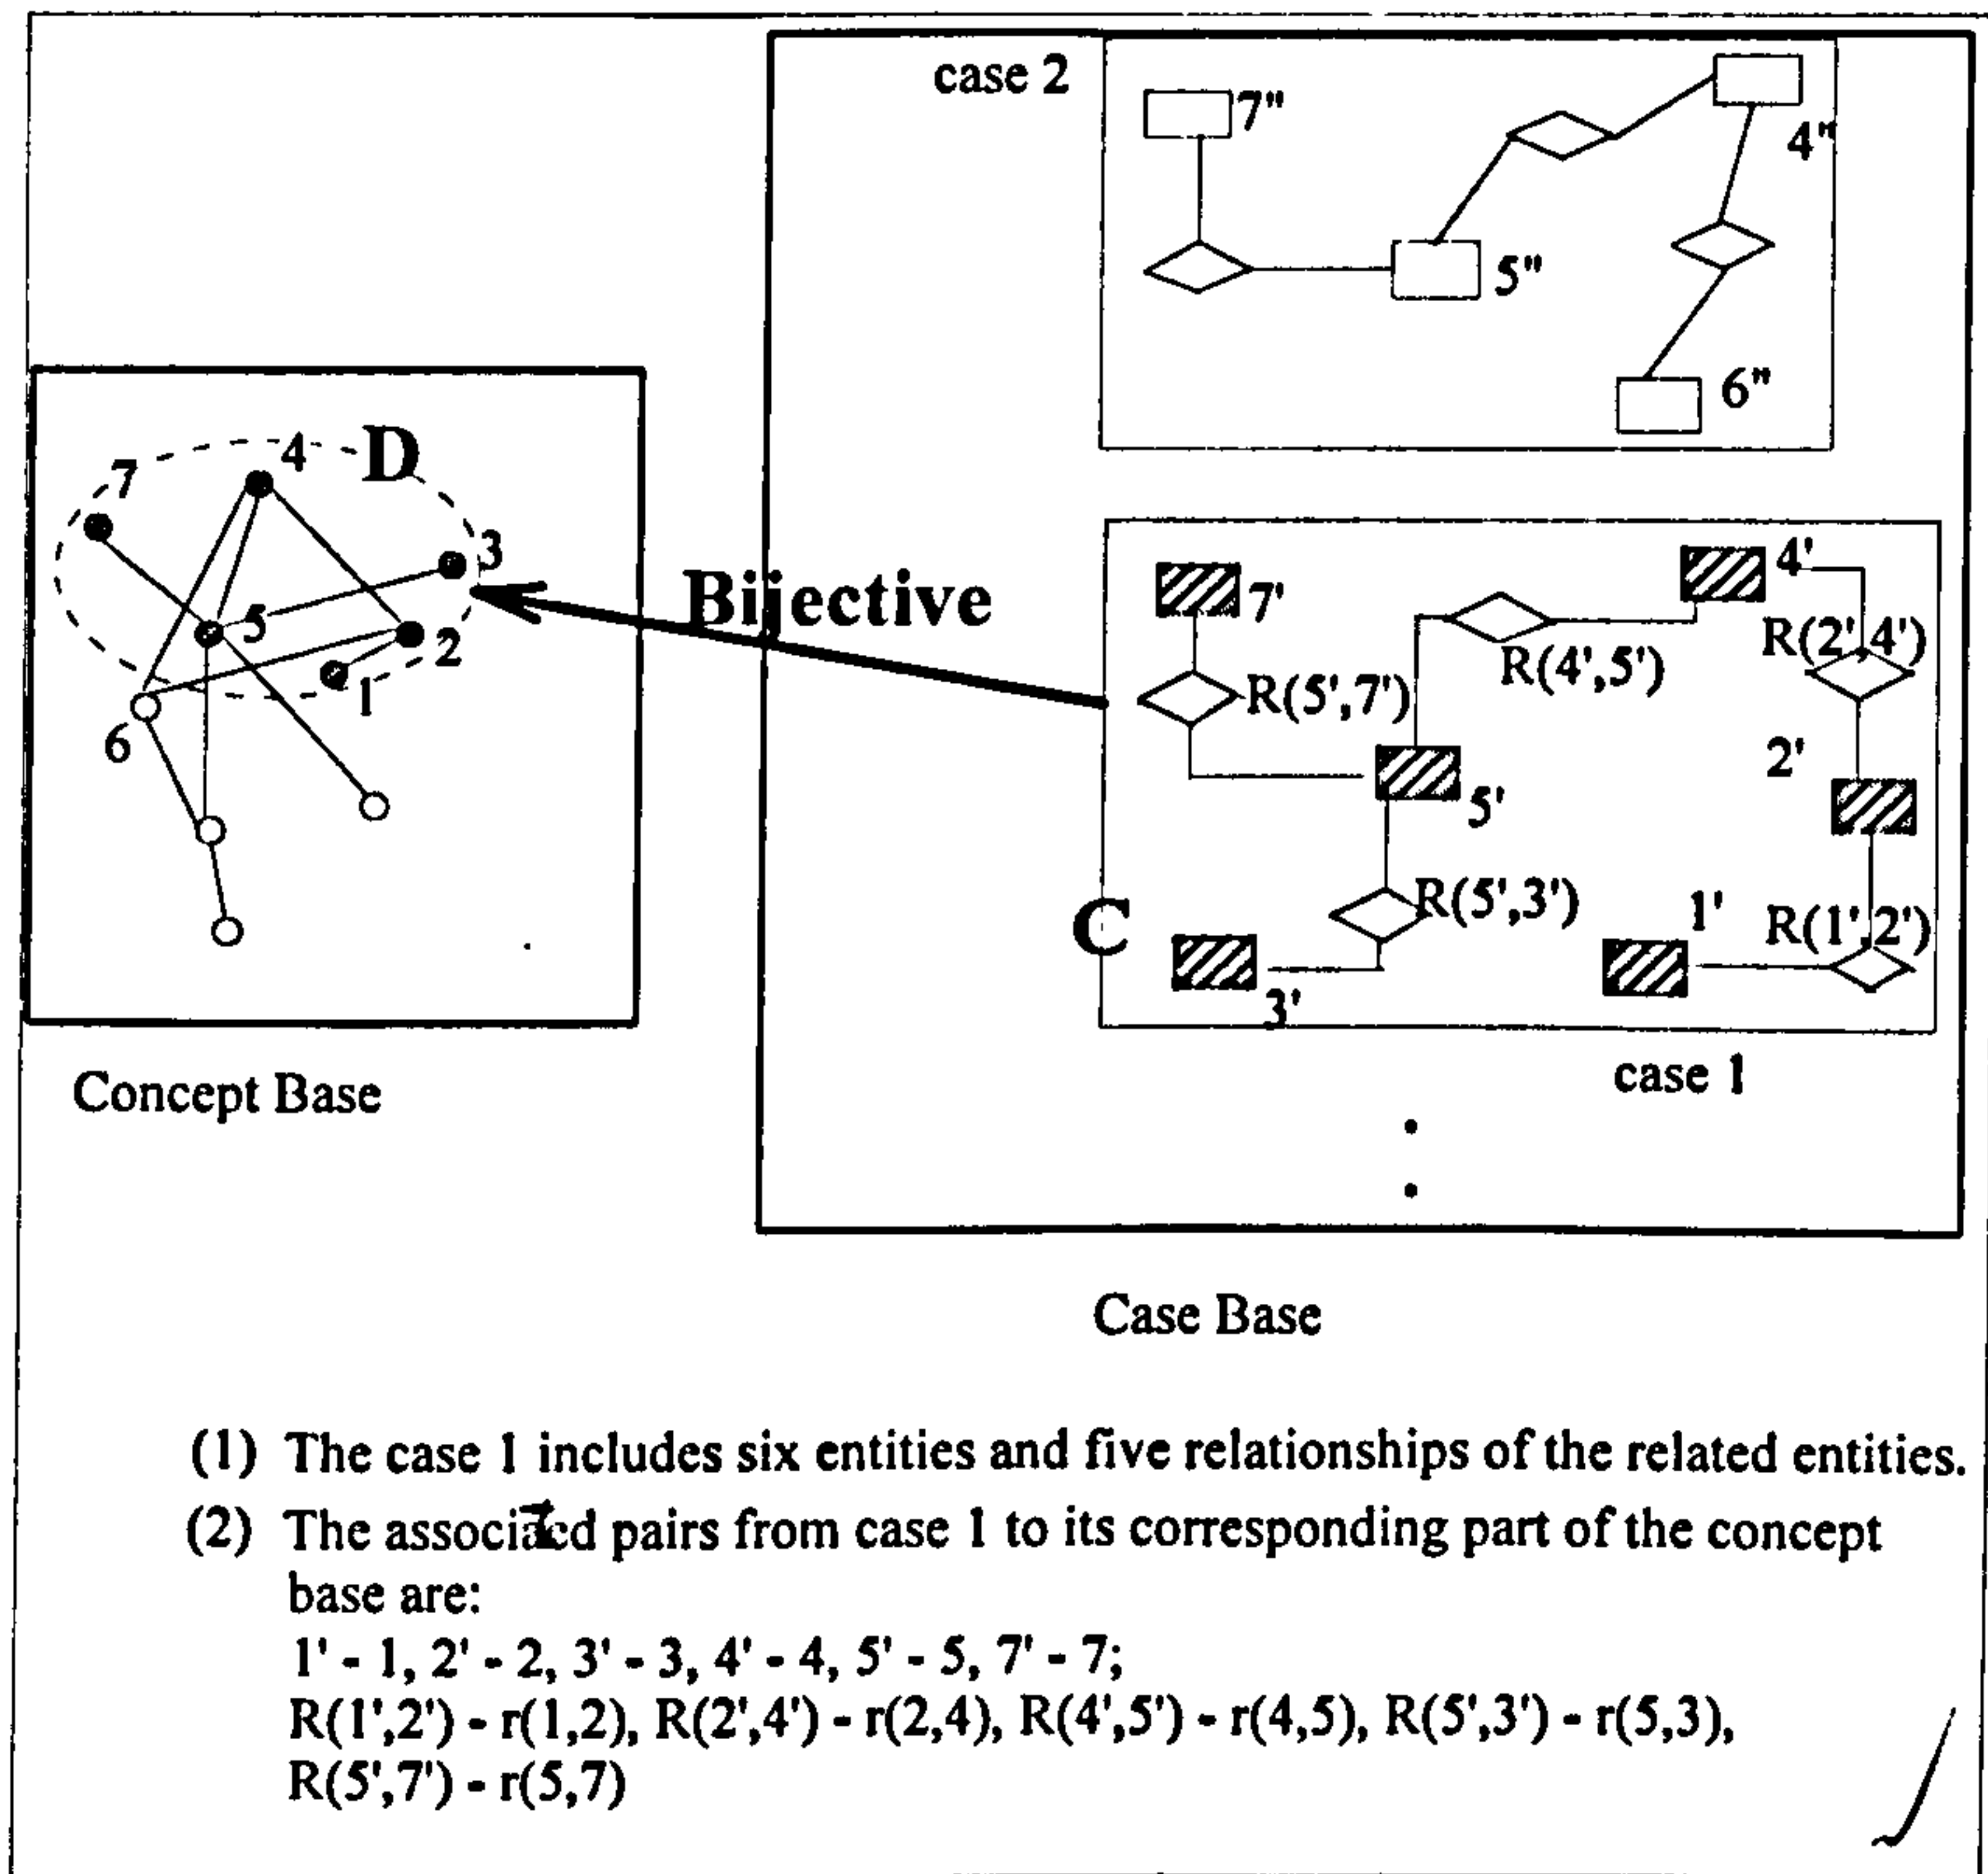 case 2
7"
4"
5"
6"
D
4
7
3
5
2
1
6
Bijective
4'
7'
R(2',4')
R(4',5')
R(5',7')
2'
5'
R(5',3')
1'
C
R(1',2')
3'
case 1
Concept Base
Case Base
(1) The case 1 includes six entities and five relationships of the related entities.
(2) The pairs from case 1 to its corresponding part of the concept
base are:
1' - 1, 2' - 2, 3' - 3, 4' - 4, 5' - 5, 7' - 7;
R(1',2') - r(1,2), R(2',4') - r(2,4), R(4',5') - r(4,5), R(5',3') - r(5,3),
R(5',7') - r(5,7)